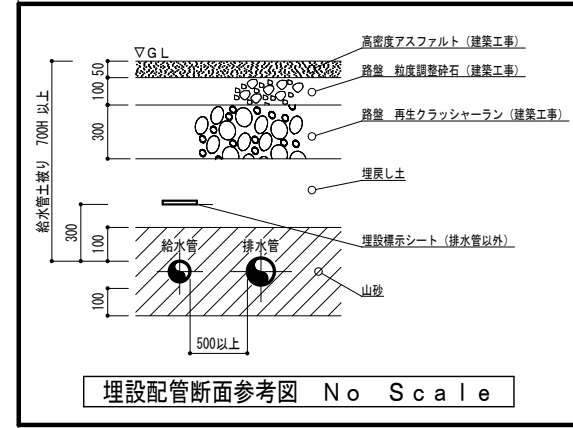 ▽GL
高密度アスファルト（建築工事）
50
路盤 粒度調整砕石（建築工事）
100
路盤 再生クラッシャーラン（建築工事）
300
給水管土被り 700H 以上
埋戻し土
300
100
給水管
排水管
埋設標示シート（排水管以外）
山砂
100
500以上
埋設配管断面参考図 No Scale